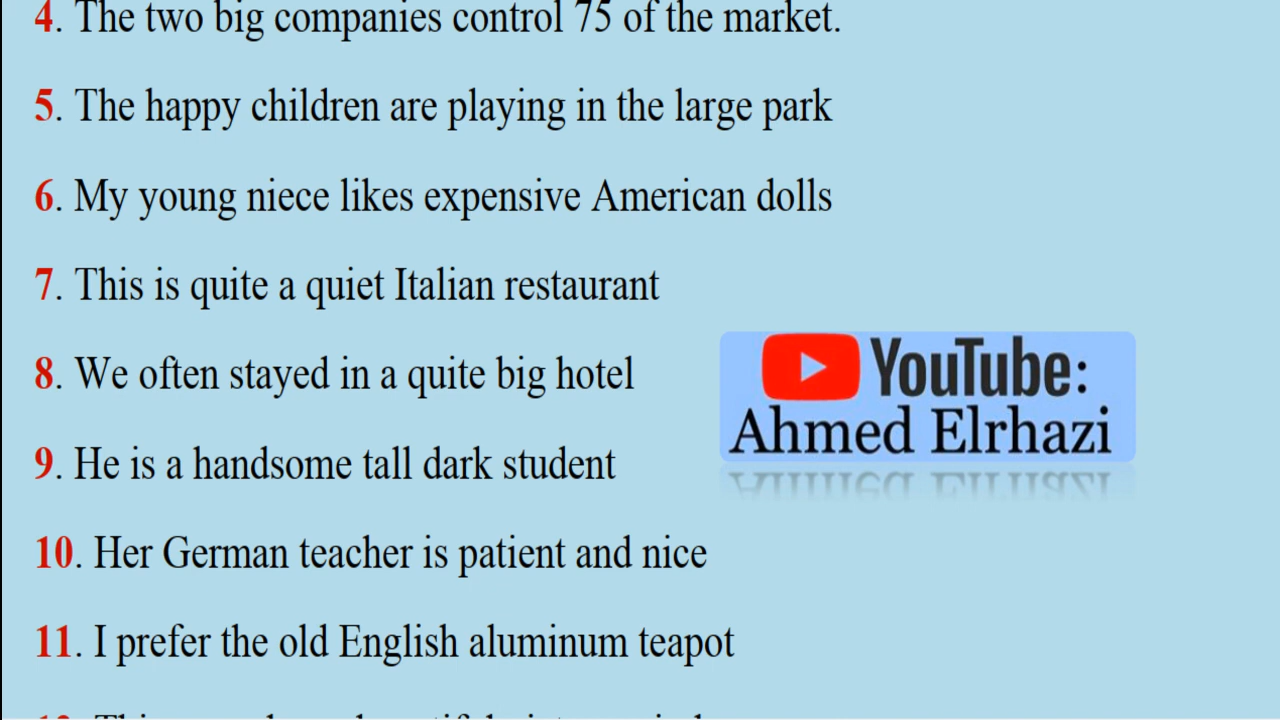 4. The two big companies control 75 of the market.
5. The happy children are playing in the large park
6. My young niece likes expensive American dolls
7. This is quite a quiet Italian restaurant
8. We often stayed in a quite big hotel
YouTube:
Ahmed Elrhazi
9. He is a handsome tall dark student
10. Her German teacher is patient and nice
11. I prefer the old English aluminum teapot